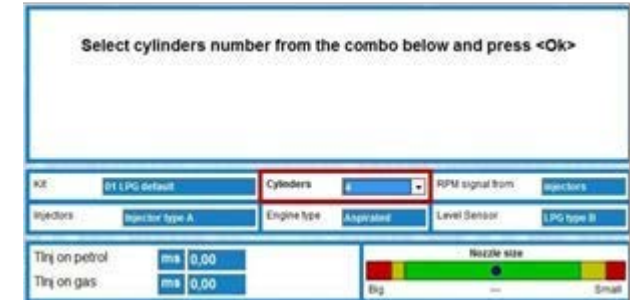 Select cylinders number from the combo below and press <Ok>
Kit 01 LPG default Cylinders 4 RPM signal from Injectors
Injectors Injector type A Engine type Aspirated Level Sensor LPG type B
TInj on petrol ms 0,00 Nozzle size
TInj on gas ms 0,00 Big --- Small